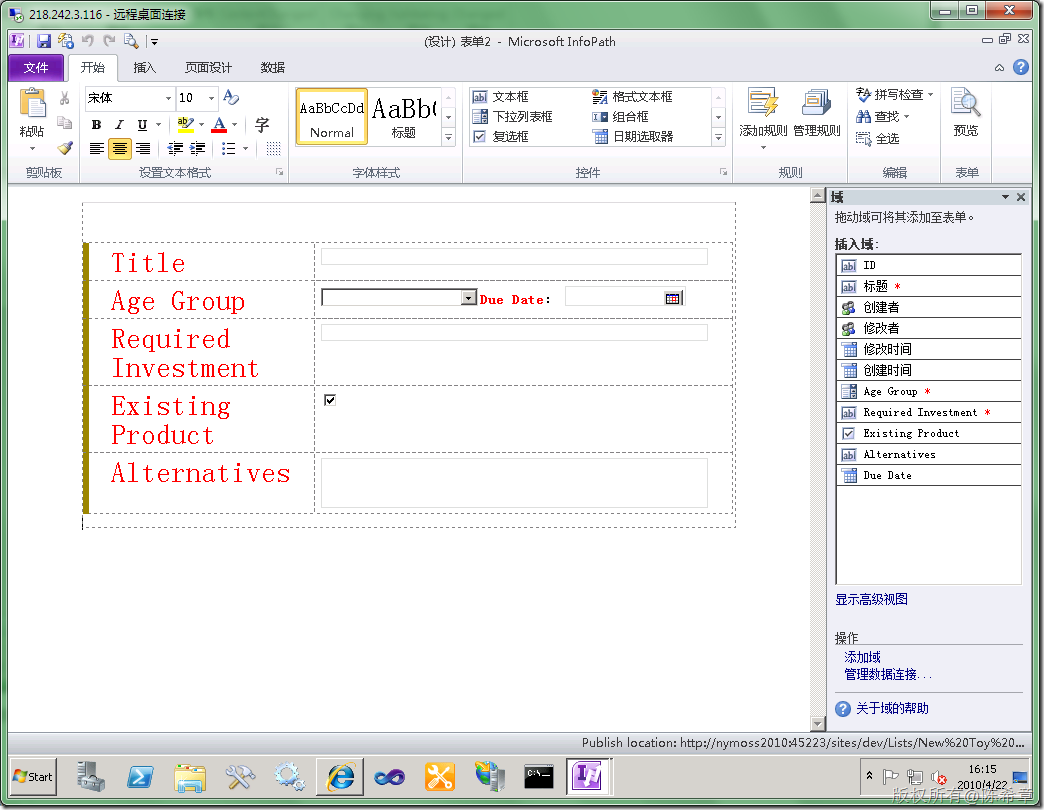 218.242.3.116 - 远程桌面连接
(设计) 表单2 - Microsoft InfoPath
文件 开始 插入 页面设计 数据
粘贴
宋体 10
B I U A 字
AaBbCcDd AaBb(
Normal 标题
文本框 格式文本框
下拉列表框 组合框
复选框 日期选取器
添加规则 管理规则
拼写检查
查找
全选
预览
剪贴板 设置文本格式 字体样式 控件 规则 编辑 表单
Title
Age Group Due Date:
Required
Investment
Existing
Product
Alternatives
域
拖动域可将其添加至表单。
插入域:
ID
标题 *
创建者
修改者
修改时间
创建时间
Age Group *
Required Investment *
Existing Product
Alternatives
Due Date
显示高级视图
操作
添加域
管理数据连接...
关于域的帮助
Publish location: http://nymoss2010:45223/sites/dev/Lists/New%20Toy%20...
Start
C:\_
16:15
2010/4/22
版权所有@陈希章